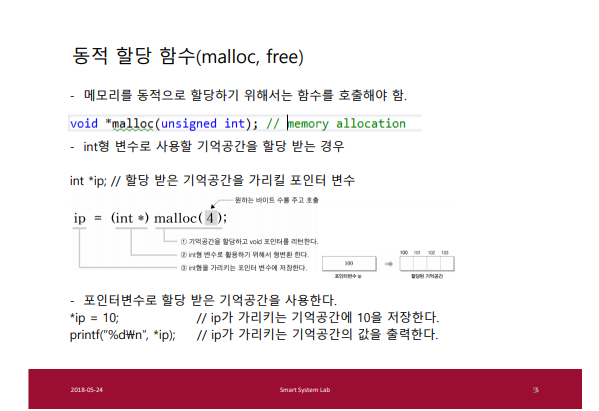 동적 할당 함수(malloc, free)
- 메모리를 동적으로 할당하기 위해서는 함수를 호출해야 함.
void *malloc(unsigned int); // memory allocation
- int형 변수로 사용할 기억공간을 할당 받는 경우
int *ip; // 할당 받은 기억공간을 가리킬 포인터 변수
원하는 바이트 수를 주고 호출
ip = (int *) malloc( 4 );
① 기억공간을 할당하고 void 포인터를 리턴한다.
② int형 변수로 활용하기 위해서 형변환 한다.
③ int형을 가리키는 포인터 변수에 저장한다.
100 101 102 103
100
포인터변수 ip
할당된 기억공간
- 포인터변수로 할당 받은 기억공간을 사용한다.
*ip = 10; // ip가 가리키는 기억공간에 10을 저장한다.
printf("%d₩n", *ip); // ip가 가리키는 기억공간의 값을 출력한다.
2018-05-24 Smart System Lab